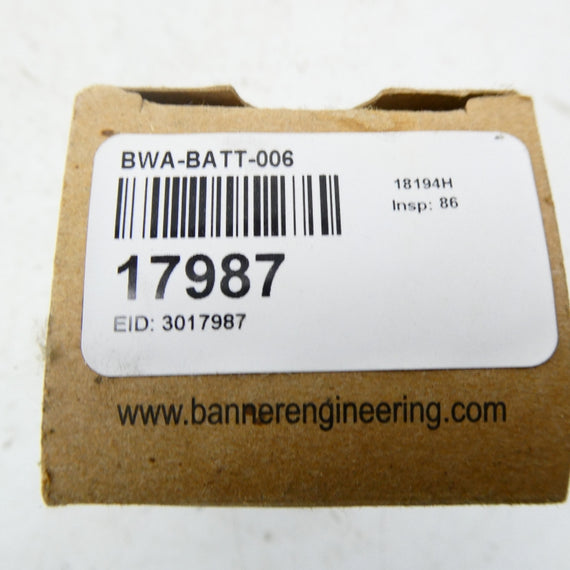 BWA-BATT-006
18194H
Insp: 86
17987
EID: 3017987
www.bannerengineering.com